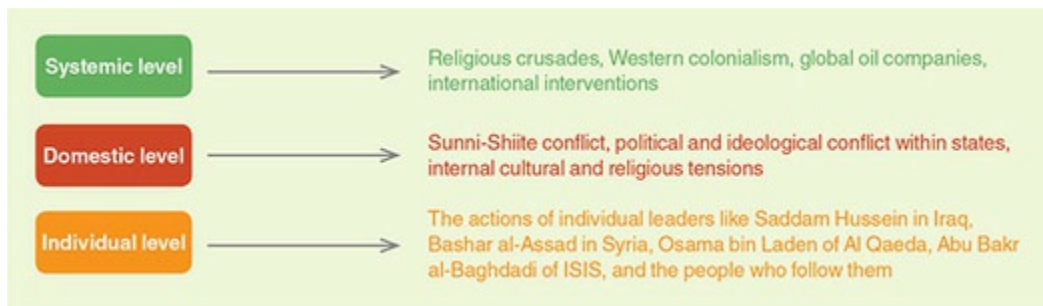 Systemic level
Religious crusades, Western colonialism, global oil companies,
international interventions
Domestic level
Sunni-Shiite conflict, political and ideological conflict within states,
internal cultural and religious tensions
Individual level
The actions of individual leaders like Saddam Hussein in Iraq,
Bashar al-Assad in Syria, Osama bin Laden of Al Qaeda, Abu Bakr
al-Baghdadi of ISIS, and the people who follow them